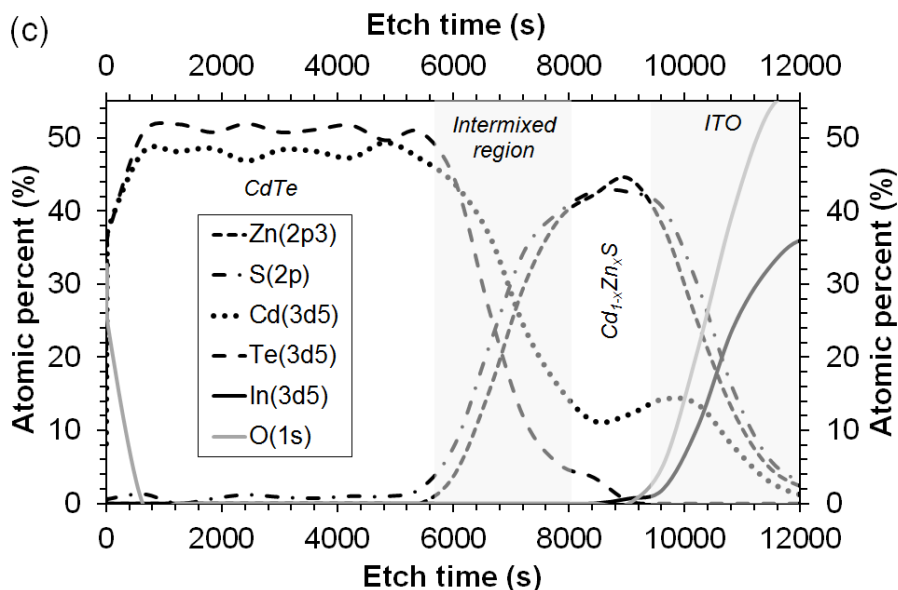 (c)
Etch time (s)
0 2000 4000 6000 8000 10000 12000
Atomic percent (%)
50
40
30
20
10
0
CdTe
Intermixed
region
Cd1-xZnxS
ITO
Zn(2p3)
S(2p)
Cd(3d5)
Te(3d5)
In(3d5)
O(1s)
50
40
30
20
10
0
Atomic percent (%)
0 2000 4000 6000 8000 10000 12000
Etch time (s)